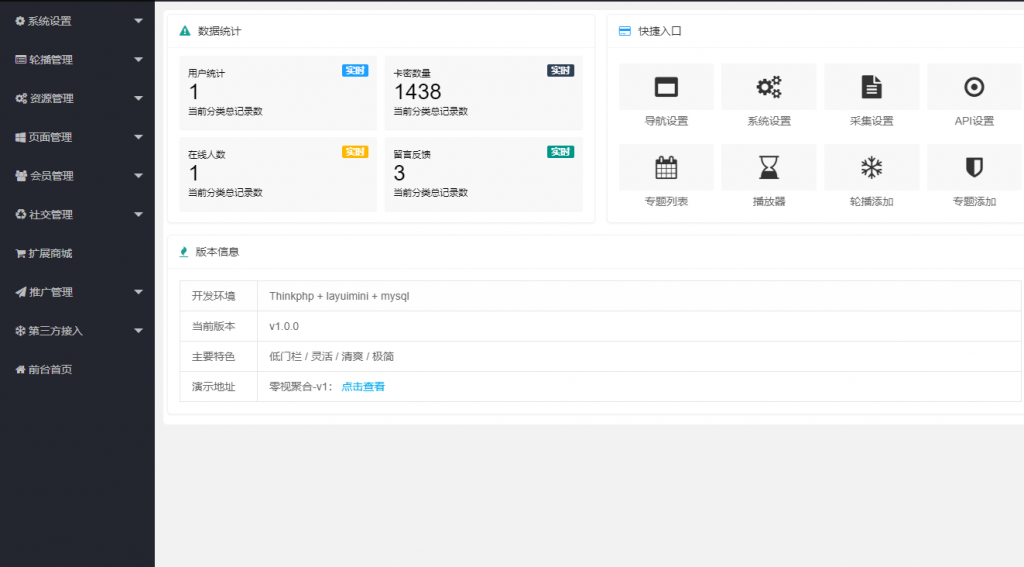 系统设置
轮播管理
资源管理
页面管理
会员管理
社交管理
扩展商城
推广管理
第三方接入
前台首页
数据统计
用户统计 实时
1
当前分类总记录数
卡密数量 实时
1438
当前分类总记录数
在线人数 实时
1
当前分类总记录数
留言反馈 实时
3
当前分类总记录数
快捷入口
导航设置 系统设置 采集设置 API设置
专题列表 播放器 轮播添加 专题添加
版本信息
开发环境 Thinkphp + layuimini + mysql
当前版本 v1.0.0
主要特色 低门栏 / 灵活 / 清爽 / 极简
演示地址 零视聚合-v1： 点击查看